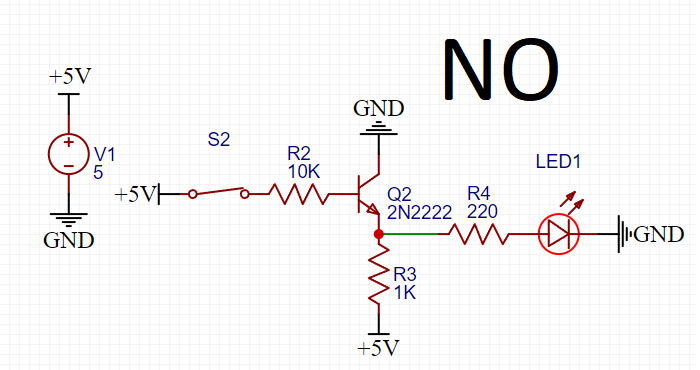 NO
+5V
V1
5
GND
S2
+5V
R2
10K
GND
Q2
2N2222
R3
1K
+5V
R4
220
LED1
GND